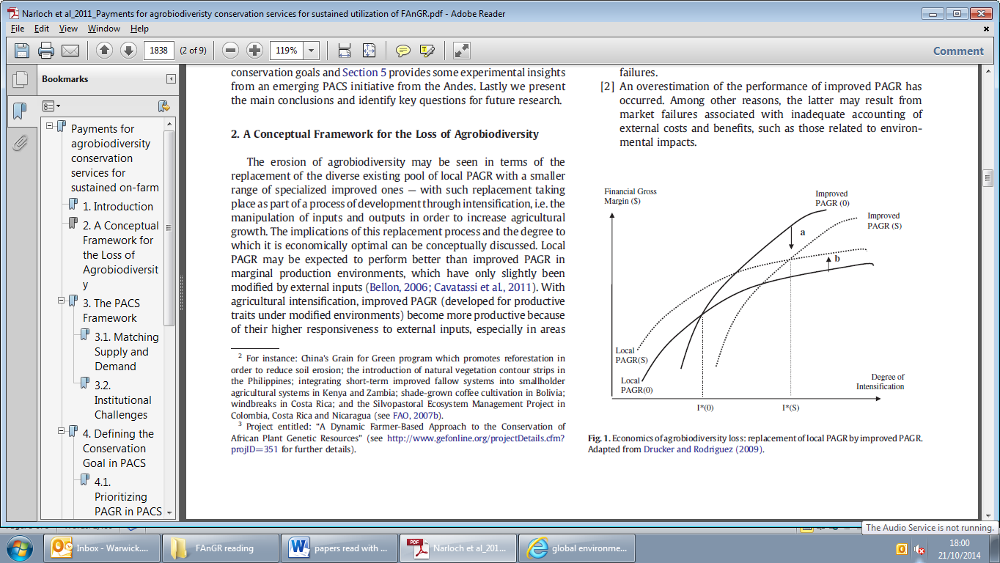 Narloch et al_2011_Payments for agrobiodiveristy conservation services for sustained utilization of FAnGR.pdf - Adobe Reader
File Edit View Window Help
1838 (2 of 9) 119% Comment
Bookmarks
Payments for
agrobiodiversity
conservation
services for
sustained on-farm
1. Introduction
2. A Conceptual
Framework for
the Loss of
Agrobiodiversit
y
3. The PACS
Framework
3.1. Matching
Supply and
Demand
3.2.
Institutional
Challenges
4. Defining the
Conservation
Goal in PACS
4.1.
Prioritizing
PAGR in PACS
conservation goals and Section 5 provides some experimental insights
from an emerging PACS initiative from the Andes. Lastly we present
the main conclusions and identify key questions for future research.
2. A Conceptual Framework for the Loss of Agrobiodiversity
The erosion of agrobiodiversity may be seen in terms of the
replacement of the diverse existing pool of local PAGR with a smaller
range of specialized improved ones — with such replacement taking
place as part of a process of development through intensification, i.e. the
manipulation of inputs and outputs in order to increase agricultural
growth. The implications of this replacement process and the degree to
which it is economically optimal can be conceptually discussed. Local
PAGR may be expected to perform better than improved PAGR in
marginal production environments, which have only slightly been
modified by external inputs (Bellon, 2006; Cavatassi et al., 2011). With
agricultural intensification, improved PAGR (developed for productive
traits under modified environments) become more productive because
of their higher responsiveness to external inputs, especially in areas
2 For instance: China's Grain for Green program which promotes reforestation in
order to reduce soil erosion; the introduction of natural vegetation contour strips in
the Philippines; integrating short-term improved fallow systems into smallholder
agricultural systems in Kenya and Zambia; shade-grown coffee cultivation in Bolivia;
windbreaks in Costa Rica; and the Silvopastoral Ecosystem Management Project in
Colombia, Costa Rica and Nicaragua (see FAO, 2007b).
3 Project entitled: “A Dynamic Farmer-Based Approach to the Conservation of
African Plant Genetic Resources” (see http://www.gefonline.org/projectDetails.cfm?
projID=351 for further details).
failures.
[2] An overestimation of the performance of improved PAGR has
occurred. Among other reasons, the latter may result from
market failures associated with inadequate accounting of
external costs and benefits, such as those related to environ-
mental impacts.
Financial Gross
Margin ($)
Improved
PAGR (0)
Improved
PAGR (S)
a
b
Local
PAGR(S)
Local
PAGR(0)
Degree of
Intensification
I*(0)
I*(S)
Fig. 1. Economics of agrobiodiversity loss: replacement of local PAGR by improved PAGR.
Adapted from Drucker and Rodriguez (2009).
The Audio Service is not running.
Inbox - Warwick....
FAnGR reading
papers read with ...
Narloch et al_201...
global environme...
18:00
21/10/2014